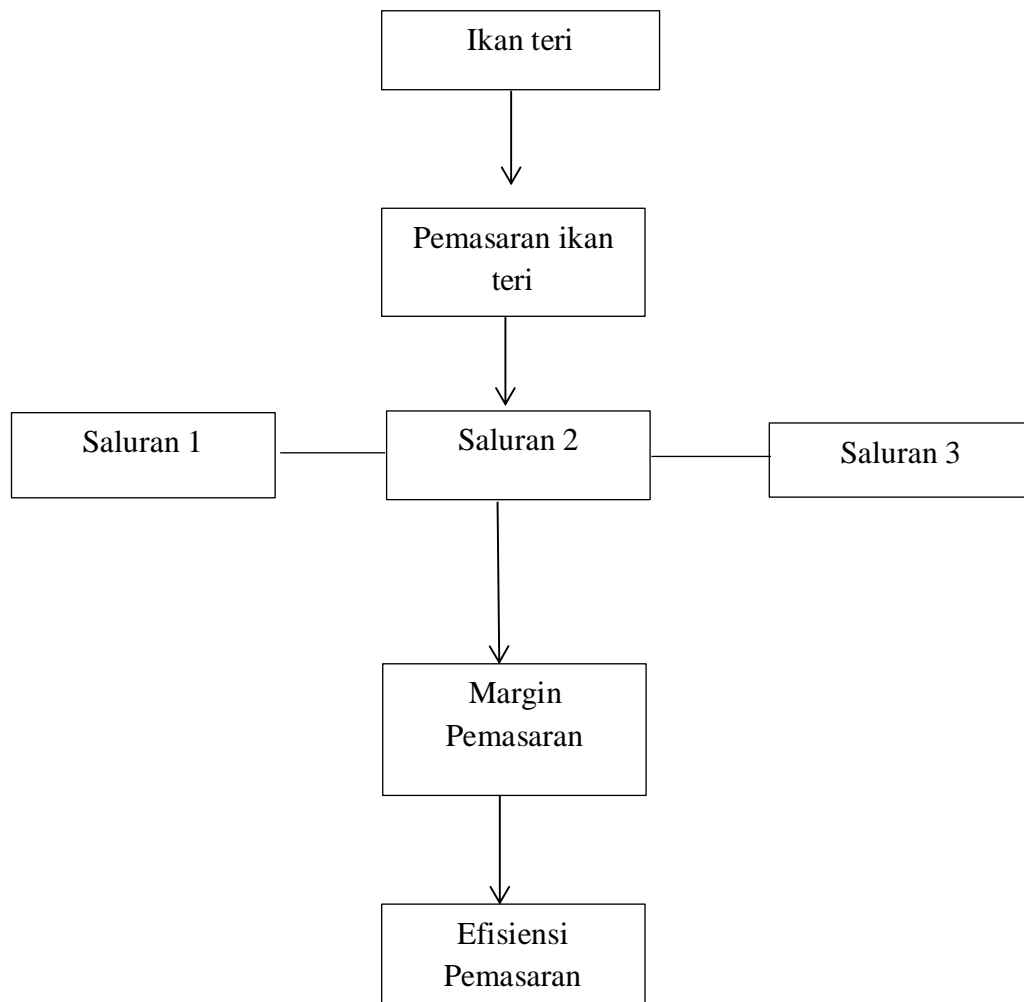 Ikan teri
Pemasaran ikan
teri
Saluran 1
Saluran 2
Saluran 3
Margin
Pemasaran
Efisiensi
Pemasaran